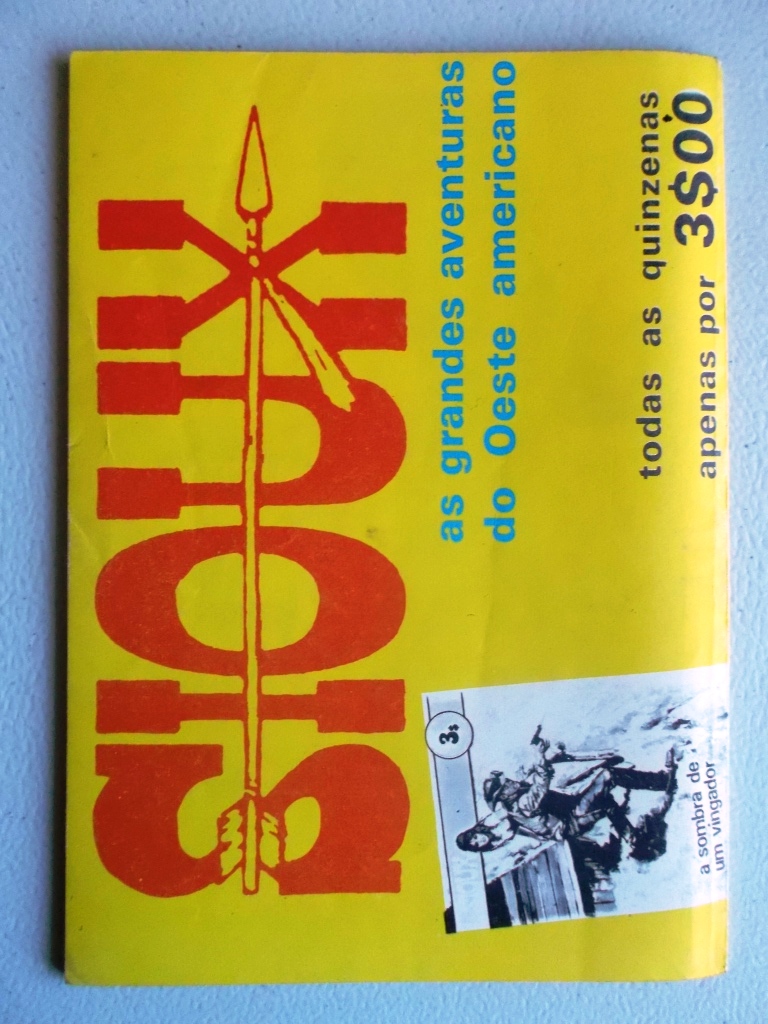 SIOUX
as grandes aventuras
do Oeste americano
todas as quinzenas
apenas por 3$00
3$
a sombra de
um vingador